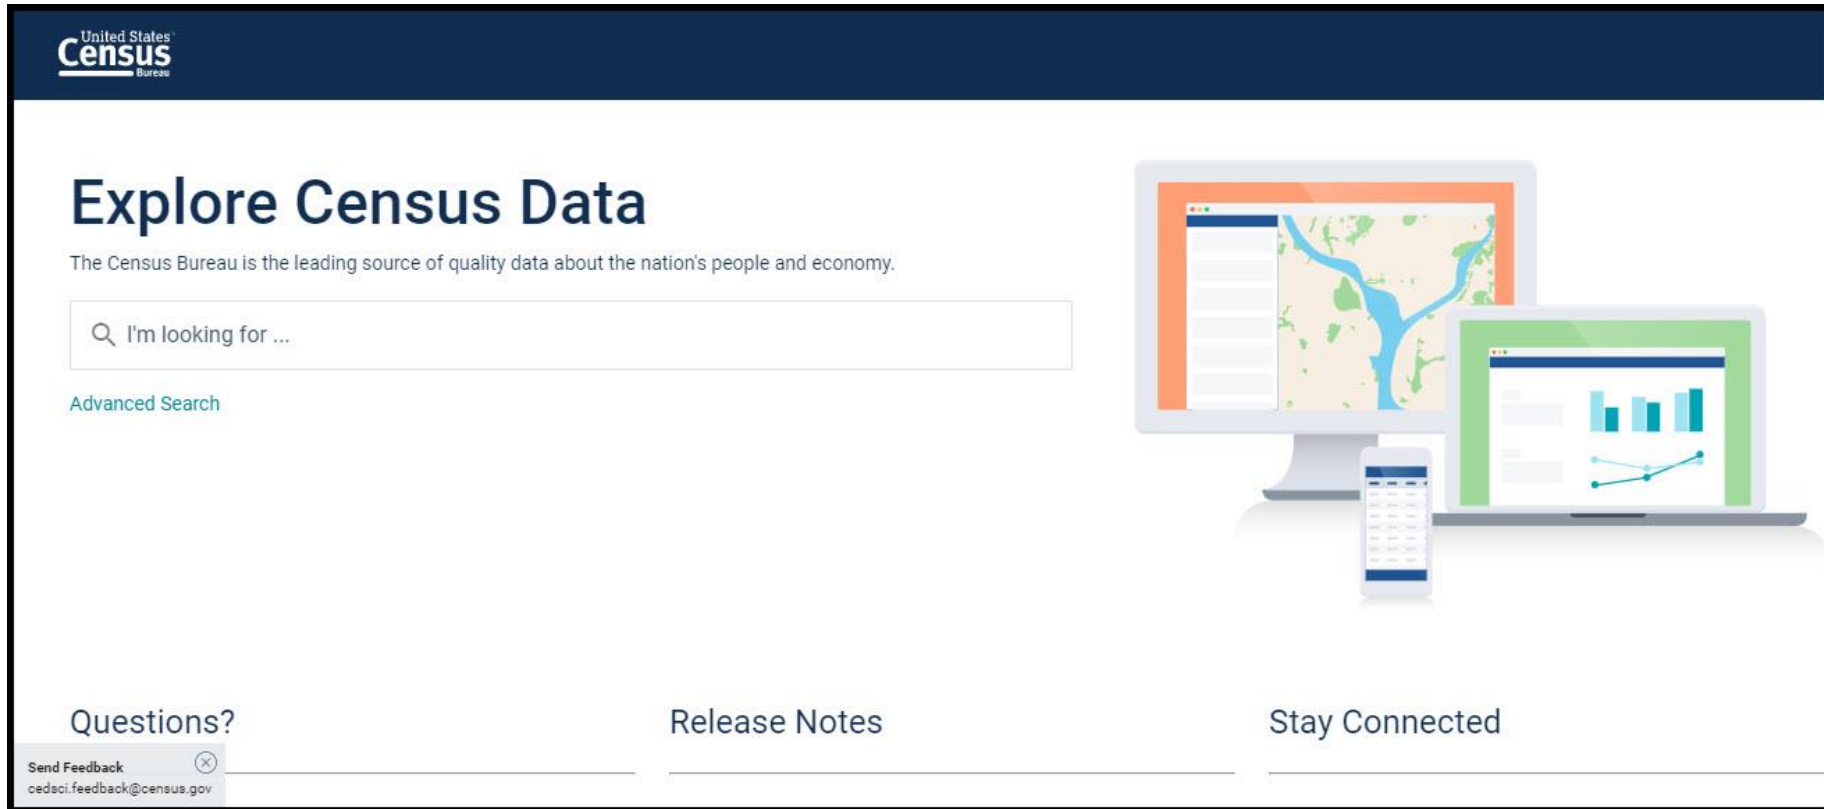 United States
Census
Bureau
Explore Census Data
The Census Bureau is the leading source of quality data about the nation's people and economy.
I'm looking for ...
Advanced Search
Questions?
Release Notes
Stay Connected
Send Feedback
cedsci.feedback@census.gov